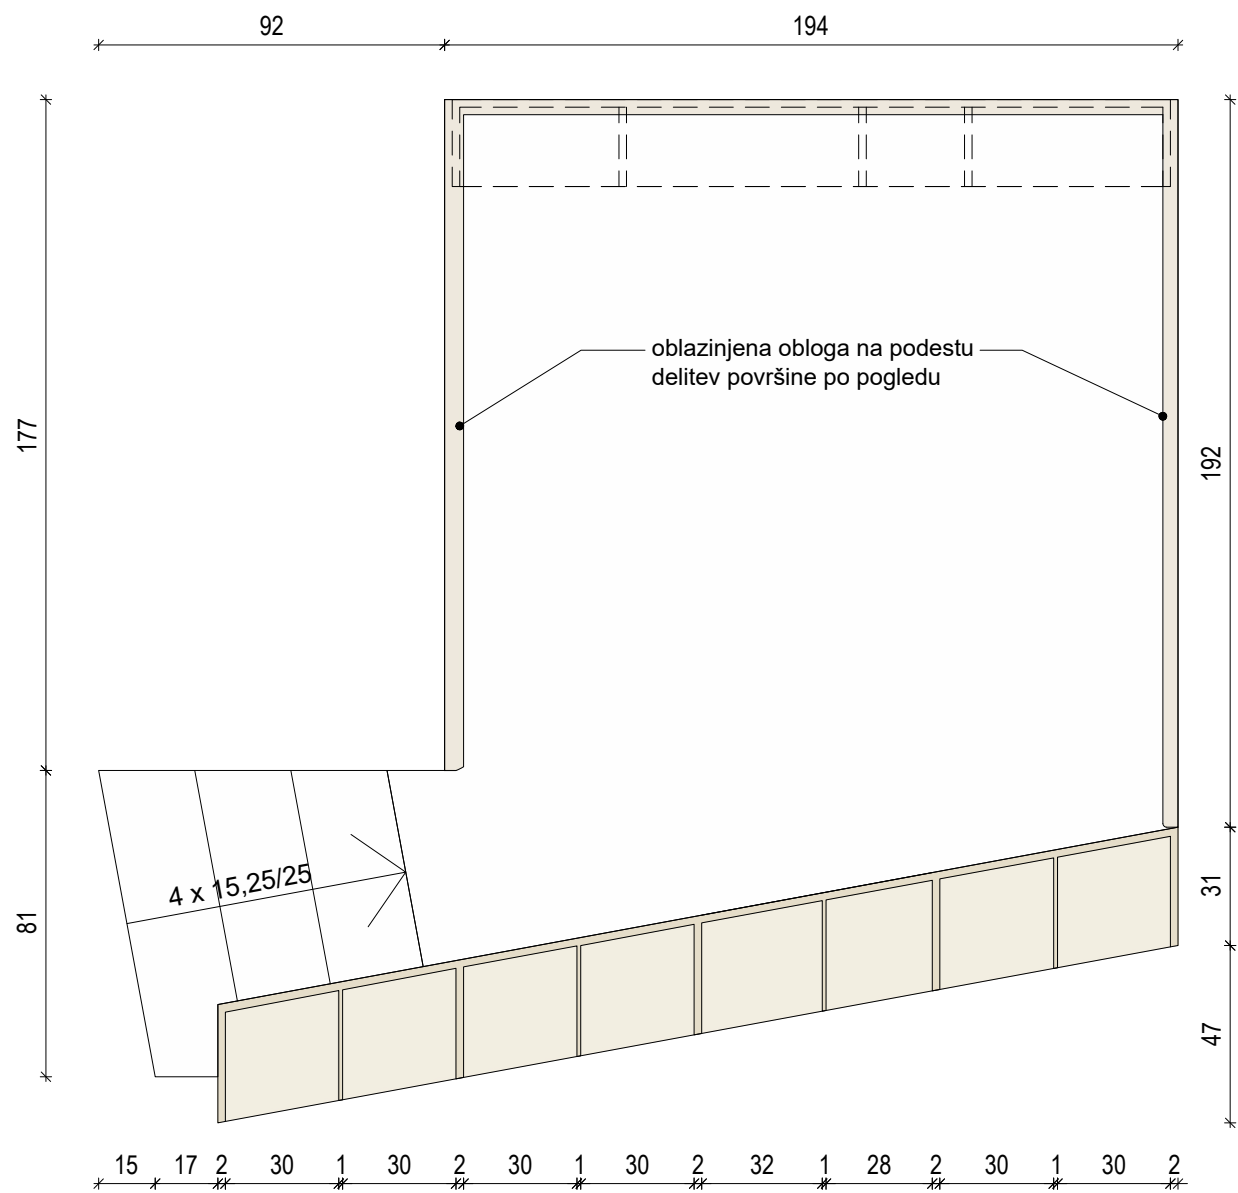 92
194
oblazinjena obloga na podestu
delitev površine po pogledu
177
192
4 x 15,25/25
81
31
47
15 17 2 30 1 30 2 30 1 30 2 32 1 28 2 30 1 30 2